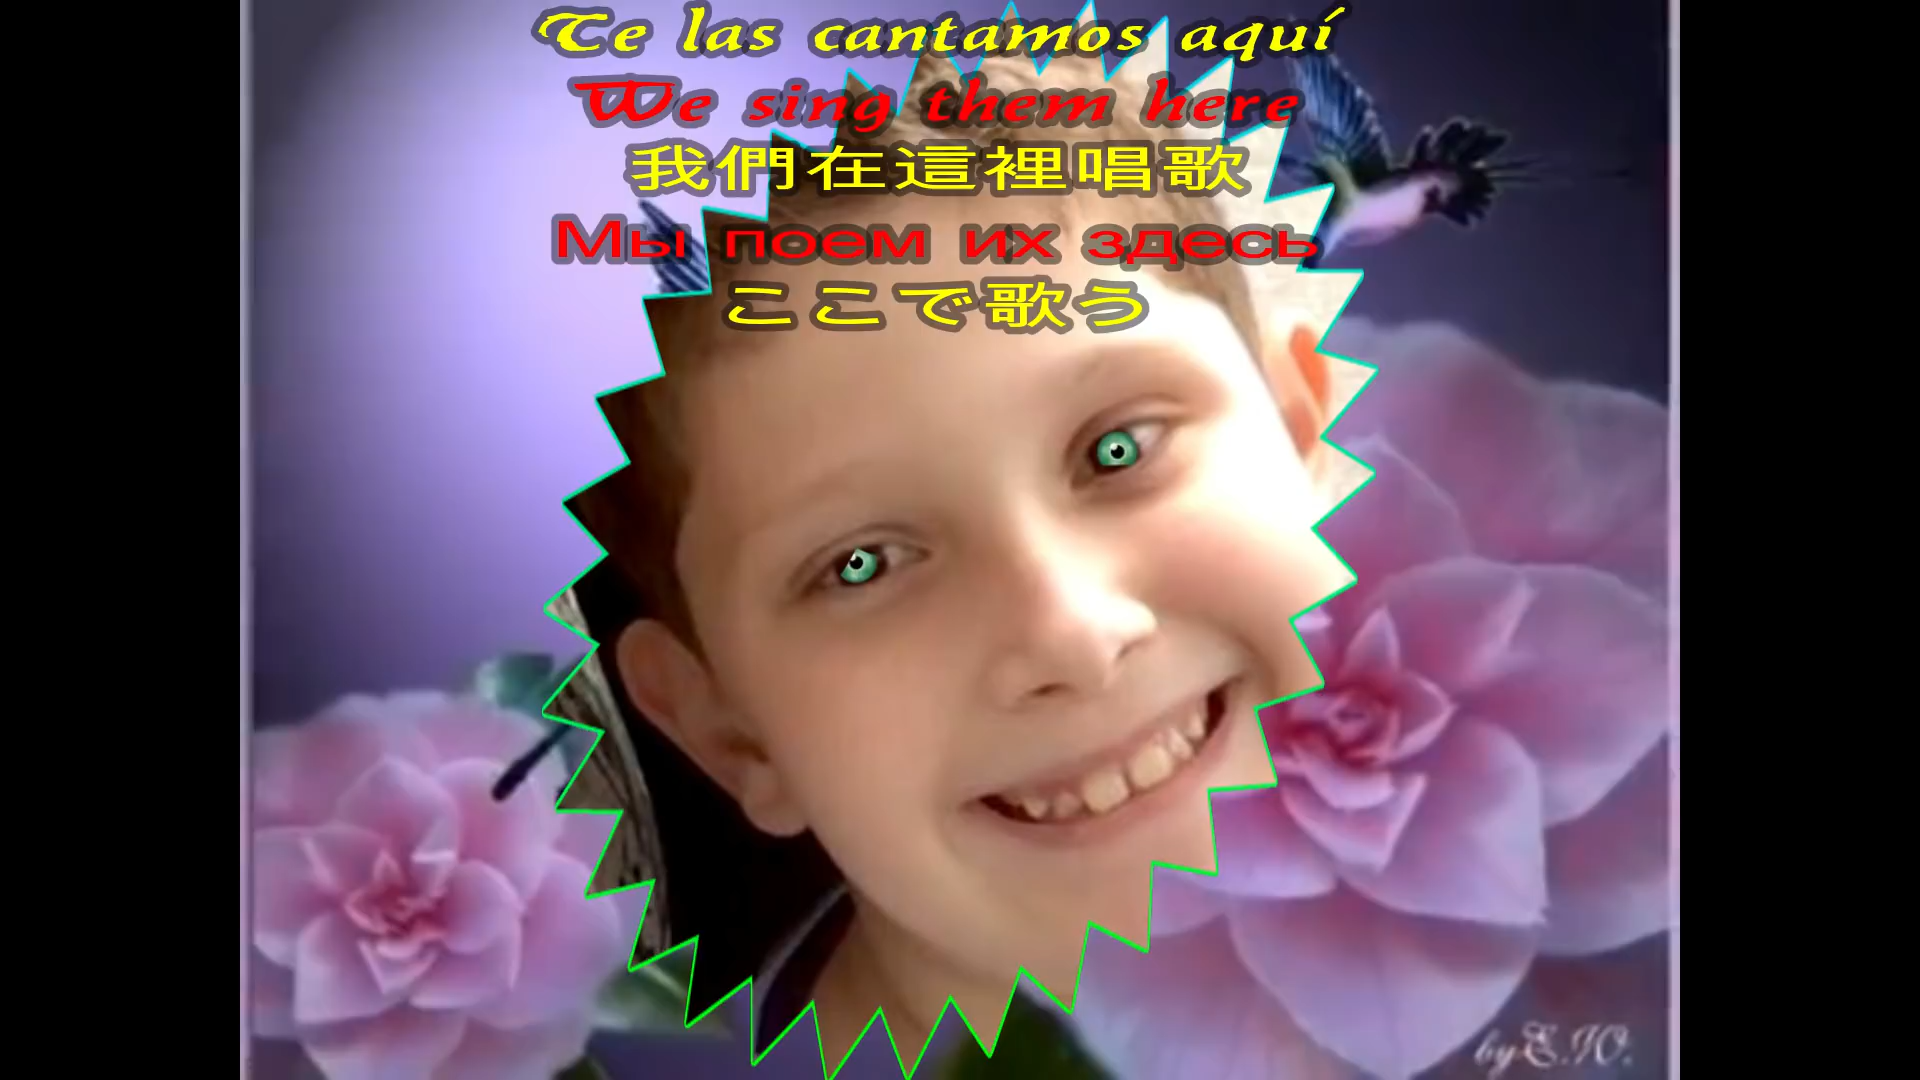 Te las cantamos aquí
We sing them here
我們在這裡唱歌
Мы поем их здесь
ここで歌う
by E.Ю.